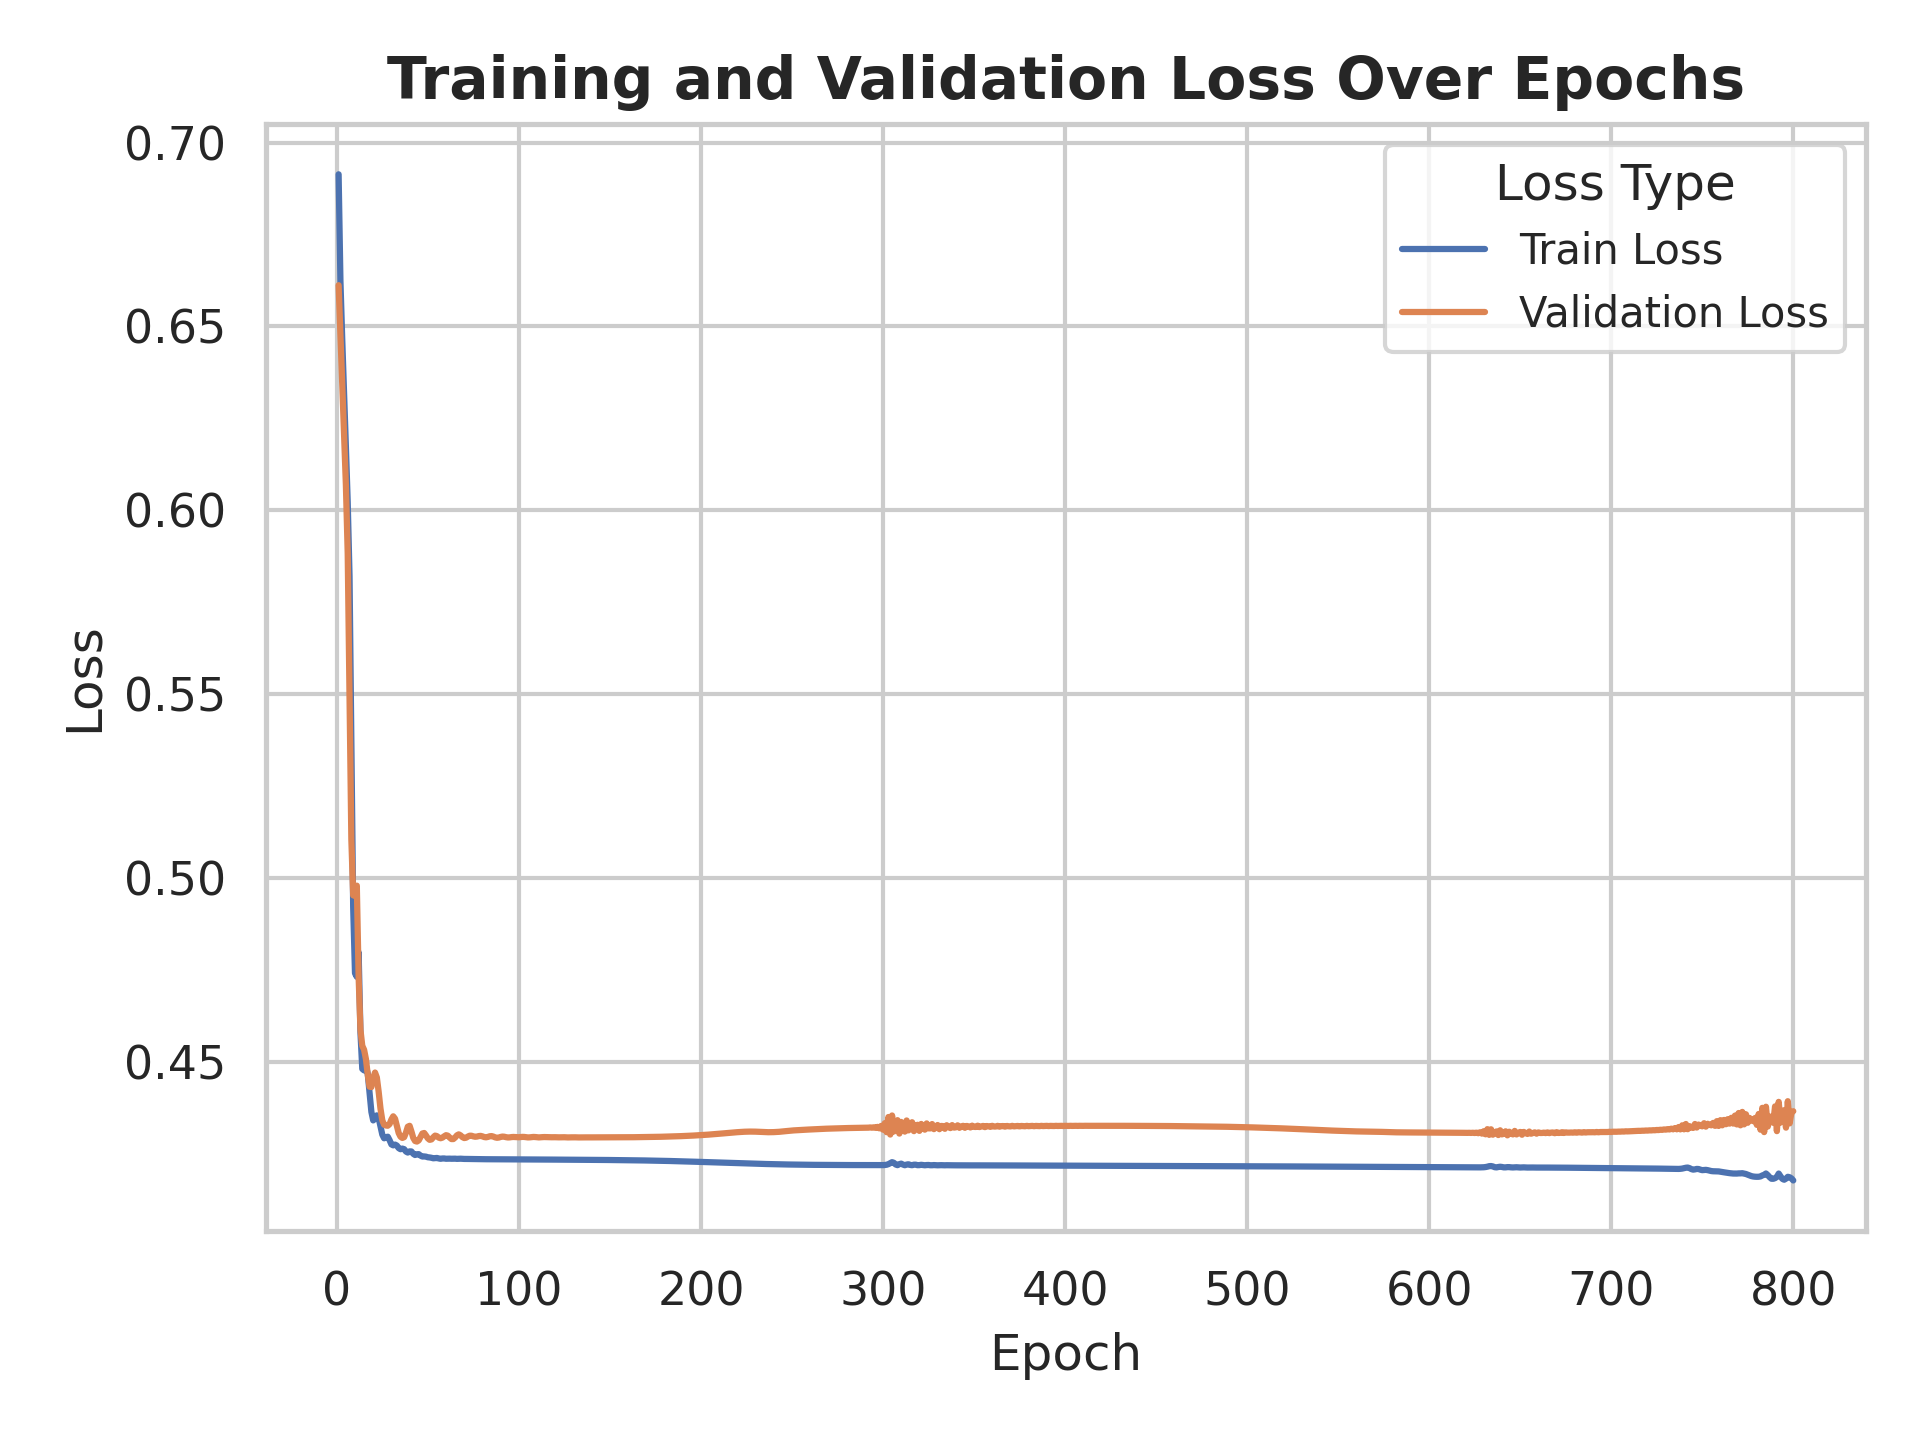 Training and Validation Loss Over Epochs
Loss Type
Train Loss
Validation Loss
0.70
0.65
0.60
0.55
0.50
0.45
Loss
0 100 200 300 400 500 600 700 800
Epoch